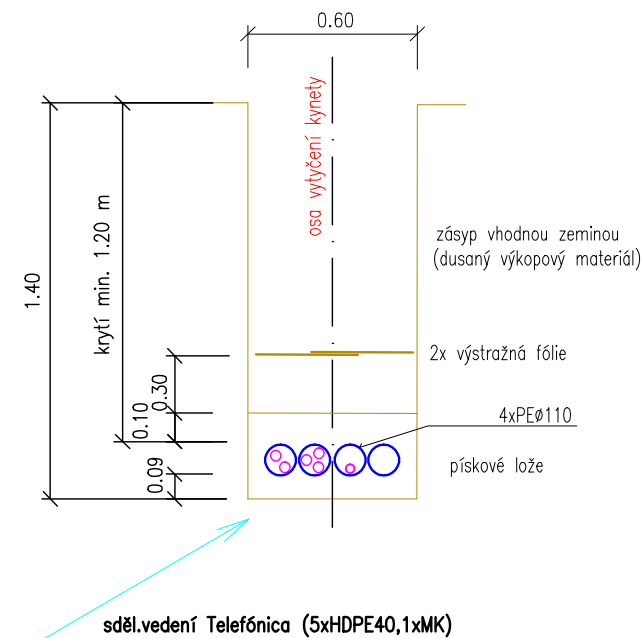 0.60
osa vytyčení kynety
krytí min. 1.20 m
1.40
zásyp vhodnou zeminou
(dusaný výkopový materiál)
2x výstražná fólie
0.30
0.10
4xPEø110
pískové lože
0.09
sděl.vedení Telefónica (5xHDPE40,1xMK)